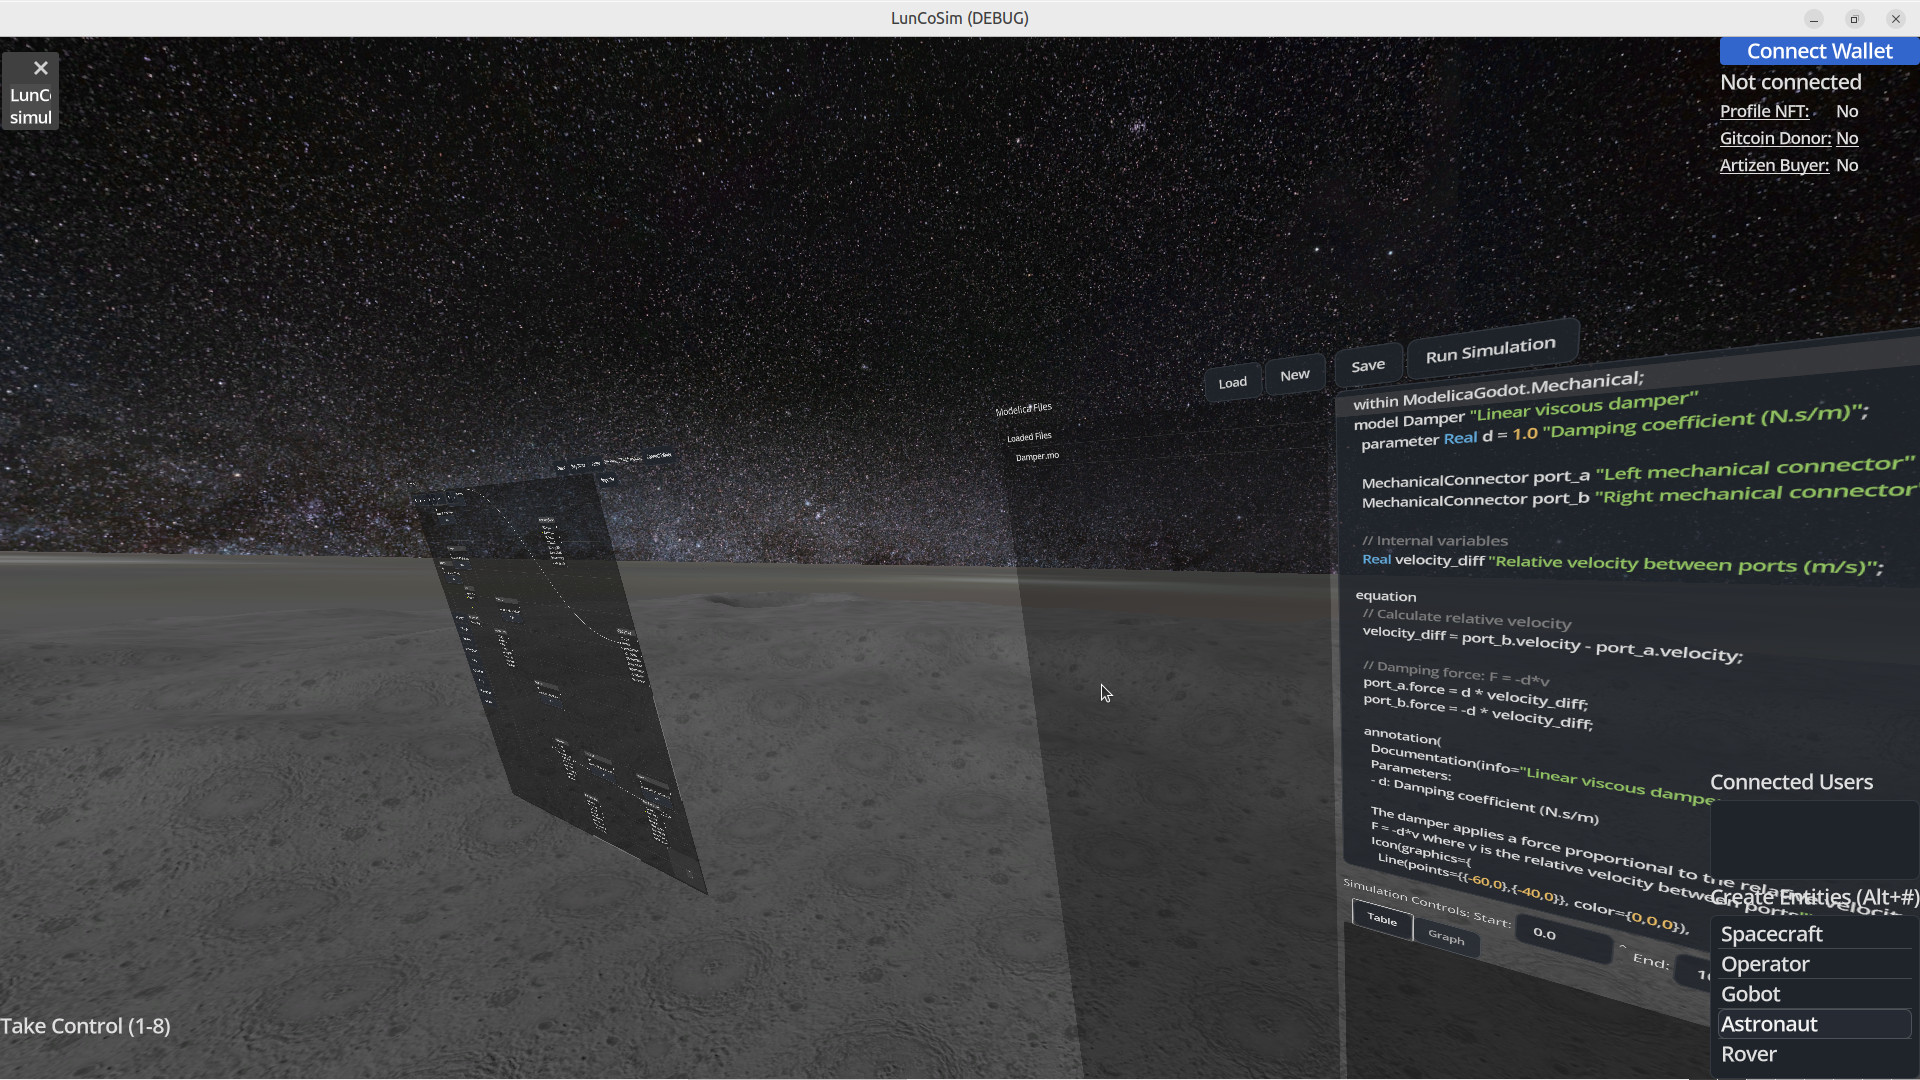 LunCoSim (DEBUG)
LunCo
simul
Connect Wallet
Not connected
Profile NFT: No
Gitcoin Donor: No
Artizen Buyer: No
Load New Save Run Simulation
Modelica Files
Loaded Files
Damper.mo
within ModelicaGodot.Mechanical;
model Damper "Linear viscous damper"
parameter Real d = 1.0 "Damping coefficient (N.s/m)";
MechanicalConnector port_a "Left mechanical connector"
MechanicalConnector port_b "Right mechanical connector"
// Internal variables
Real velocity_diff "Relative velocity between ports (m/s)";
equation
// Calculate relative velocity
velocity_diff = port_b.velocity - port_a.velocity;
// Damping force: F = -d*v
port_a.force = d * velocity_diff;
port_b.force = -d * velocity_diff;
annotation(
Documentation(info="Linear viscous damper
Parameters:
- d: Damping coefficient (N.s/m)
The damper applies a force proportional to the
F = -d*v where v is the relative velocity between ports
Icon(graphics={
Line(points={{-60,0},{-40,0}}, color={0,0,0}),
Simulation Controls: Start: 0.0 End:
Table Graph
Connected Users
Create Entities (Alt+#)
Spacecraft
Operator
Gobot
Astronaut
Rover
Take Control (1-8)